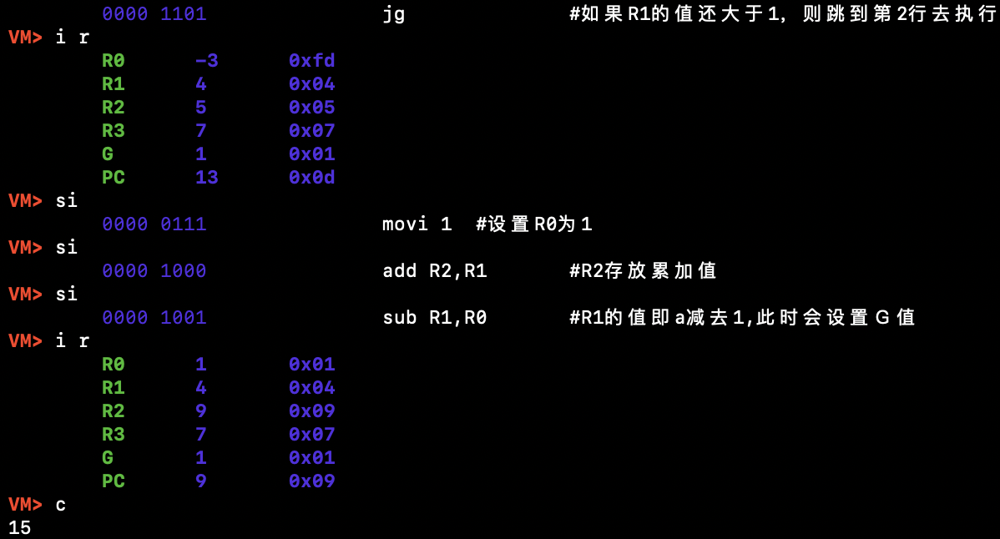 0000 1101 jg #如果R1的值还大于1，则跳到第2行去执行
VM> i r
R0 -3 0xfd
R1 4 0x04
R2 5 0x05
R3 7 0x07
G 1 0x01
PC 13 0x0d
VM> si
0000 0111 movi 1 #设置R0为1
VM> si
0000 1000 add R2,R1 #R2存放累加值
VM> si
0000 1001 sub R1,R0 #R1的值即a减去1,此时会设置G值
VM> i r
R0 1 0x01
R1 4 0x04
R2 9 0x09
R3 7 0x07
G 1 0x01
PC 9 0x09
VM> c
15